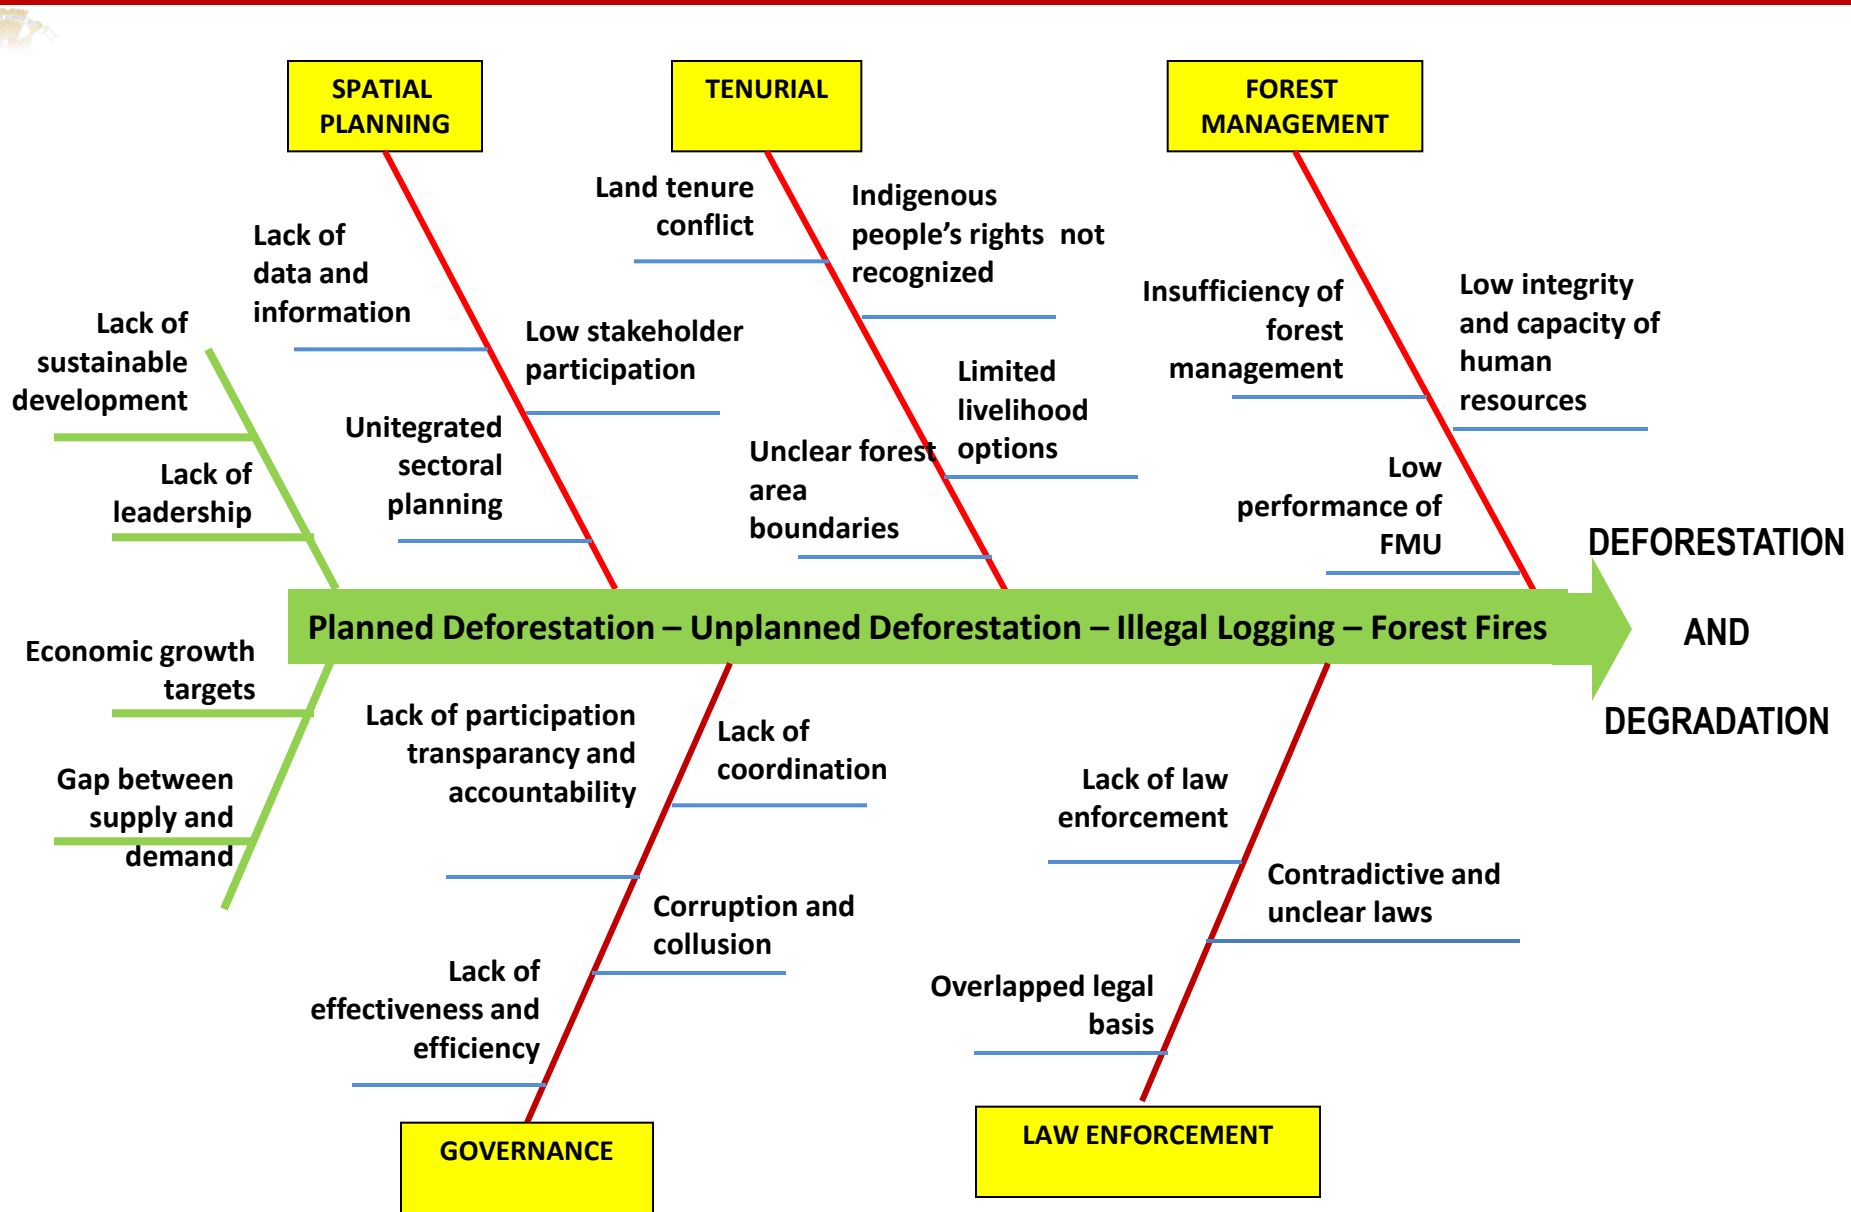 SPATIAL
PLANNING
TENURIAL
FOREST
MANAGEMENT
Lack of
data and
information
Low stakeholder
participation
Unitegrated
sectoral
planning
Land tenure
conflict
Indigenous
people's rights  not
recognized
Limited
livelihood
options
Unclear forest
area
boundaries
Insufficiency of
forest
management
Low integrity
and capacity of
human
resources
Low
performance of
FMU
Lack of
sustainable
development
Lack of
leadership
Planned Deforestation – Unplanned Deforestation – Illegal Logging – Forest Fires
DEFORESTATION
AND
DEGRADATION
Economic growth
targets
Gap between
supply and
demand
Lack of participation
transparancy and
accountability
Lack of
coordination
Corruption and
collusion
Lack of
effectiveness and
efficiency
Lack of law
enforcement
Contradictive and
unclear laws
Overlapped legal
basis
GOVERNANCE
LAW ENFORCEMENT